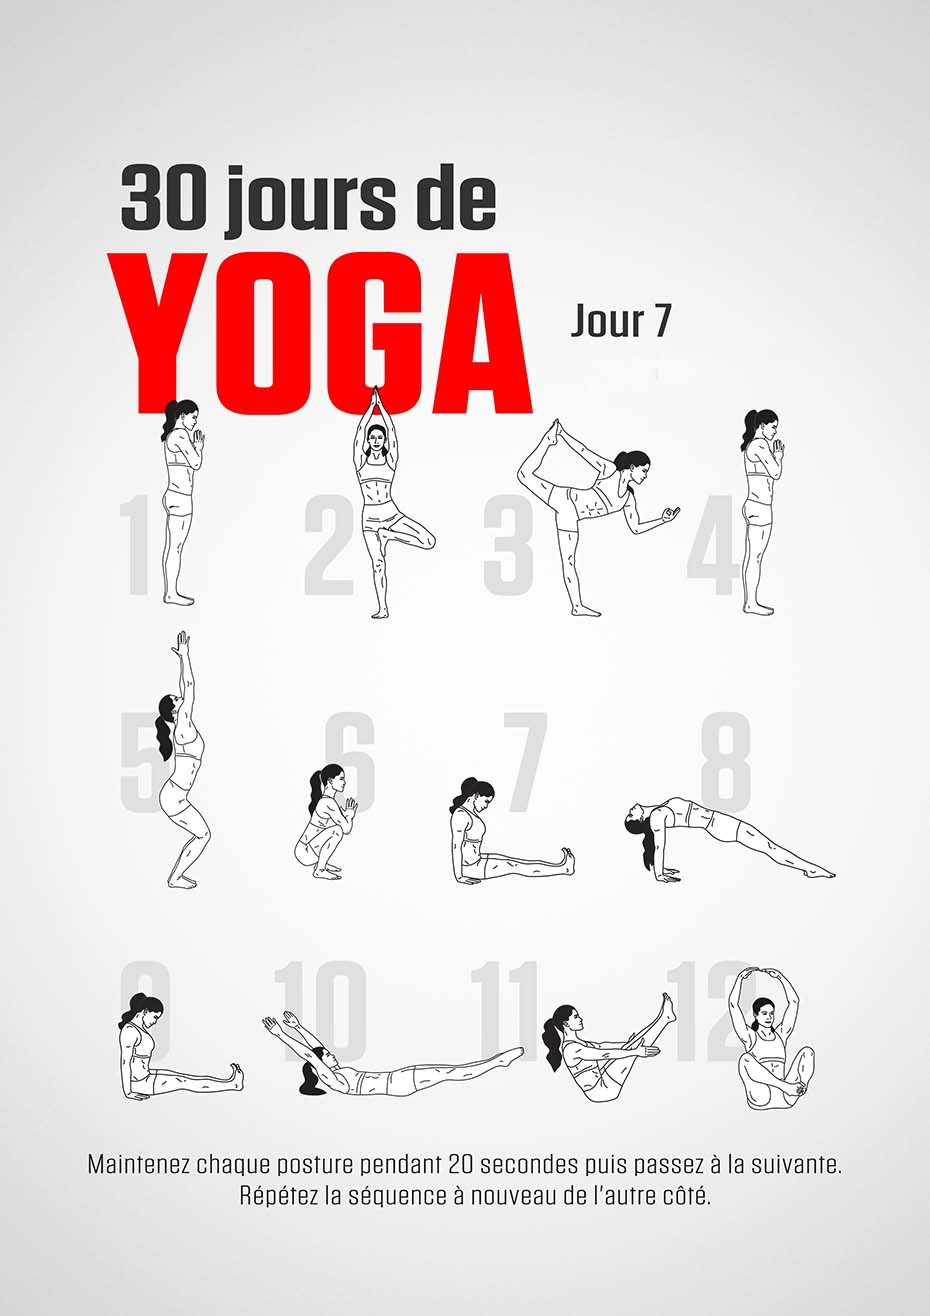 30 jours de
YOGA
Jour 7
1 2 3 4
5 6 7 8
9 10 11 12
Maintenez chaque posture pendant 20 secondes puis passez à la suivante.
Répétez la séquence à nouveau de l'autre côté.